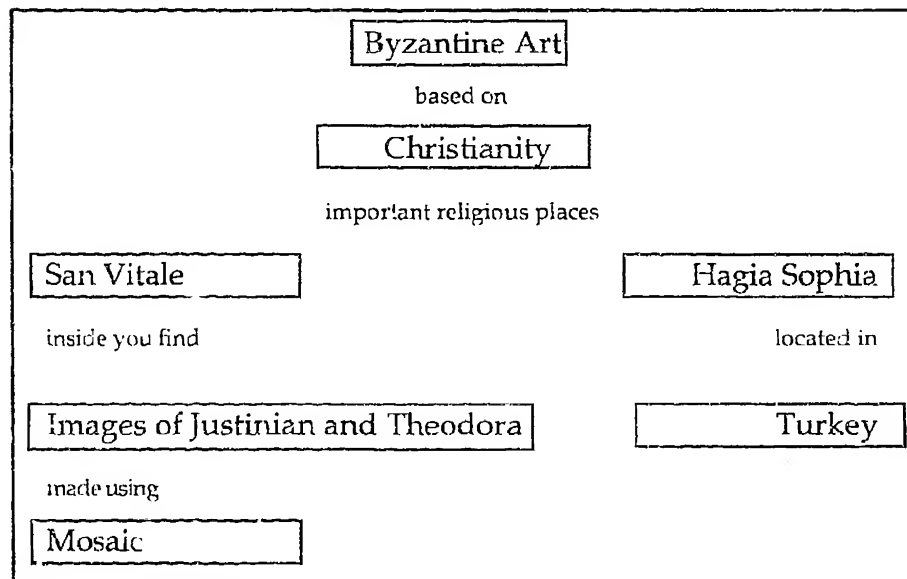 Byzantine Art
based on
Christianity
important religious places
San Vitale
Hagia Sophia
inside you find
located in
Images of Justinian and Theodora
Turkey
made using
Mosaic